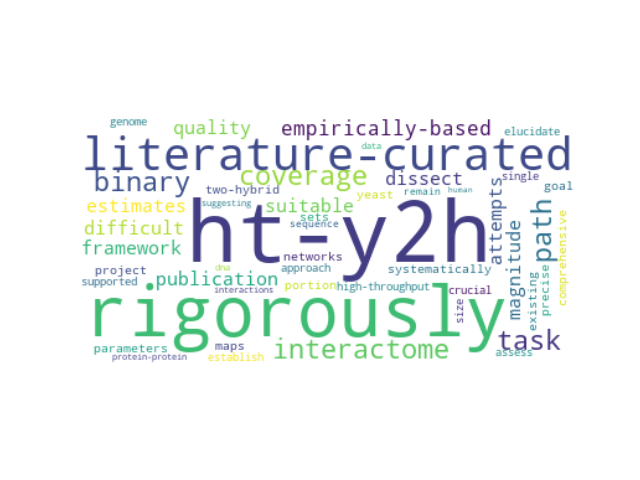 genome
quality
empirically-based
elucidate
literature-curated
data
binary
coverage
dissect
single
two-hybrid
yeast
remain
human
goal
estimates
suggesting
suitable
sets
attempts
path
difficult
sequence
ht-y2h
magnitude
comprehensive
framework
networks
project
dna
approach
systematically
precise
supported
publication
interactions
portion
high-throughput
crucial
existing
size
rigorously
task
parameters
maps
interactome
assess
protein-protein
establish